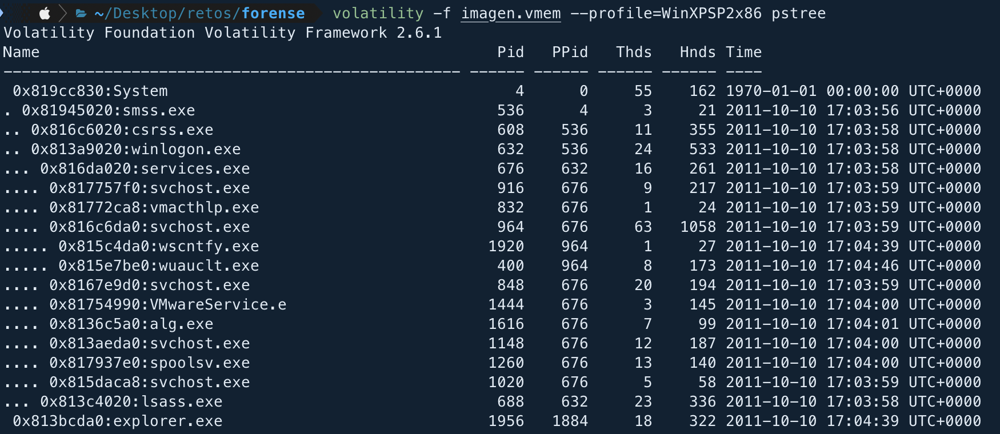 ~/Desktop/retos/forense volatility -f imagen.vmem --profile=WinXPSP2x86 pstree
Volatility Foundation Volatility Framework 2.6.1
Name Pid PPid Thds Hnds Time
-------------------------------------------------- ------ ------ ------ ------ ----
0x819cc830:System 4 0 55 162 1970-01-01 00:00:00 UTC+0000
. 0x81945020:smss.exe 536 4 3 21 2011-10-10 17:03:56 UTC+0000
.. 0x816c6020:csrss.exe 608 536 11 355 2011-10-10 17:03:58 UTC+0000
.. 0x813a9020:winlogon.exe 632 536 24 533 2011-10-10 17:03:58 UTC+0000
... 0x816da020:services.exe 676 632 16 261 2011-10-10 17:03:58 UTC+0000
.... 0x817757f0:svchost.exe 916 676 9 217 2011-10-10 17:03:59 UTC+0000
.... 0x81772ca8:vmacthlp.exe 832 676 1 24 2011-10-10 17:03:59 UTC+0000
.... 0x816c6da0:svchost.exe 964 676 63 1058 2011-10-10 17:03:59 UTC+0000
..... 0x815c4da0:wscntfy.exe 1920 964 1 27 2011-10-10 17:04:39 UTC+0000
..... 0x815e7be0:wuauclt.exe 400 964 8 173 2011-10-10 17:04:46 UTC+0000
.... 0x8167e9d0:svchost.exe 848 676 20 194 2011-10-10 17:03:59 UTC+0000
.... 0x81754990:VMwareService.e 1444 676 3 145 2011-10-10 17:04:00 UTC+0000
.... 0x8136c5a0:alg.exe 1616 676 7 99 2011-10-10 17:04:01 UTC+0000
.... 0x813aeda0:svchost.exe 1148 676 12 187 2011-10-10 17:04:00 UTC+0000
.... 0x817937e0:spoolsv.exe 1260 676 13 140 2011-10-10 17:04:00 UTC+0000
.... 0x815daca8:svchost.exe 1020 676 5 58 2011-10-10 17:03:59 UTC+0000
... 0x813c4020:lsass.exe 688 632 23 336 2011-10-10 17:03:58 UTC+0000
0x813bcda0:explorer.exe 1956 1884 18 322 2011-10-10 17:04:39 UTC+0000